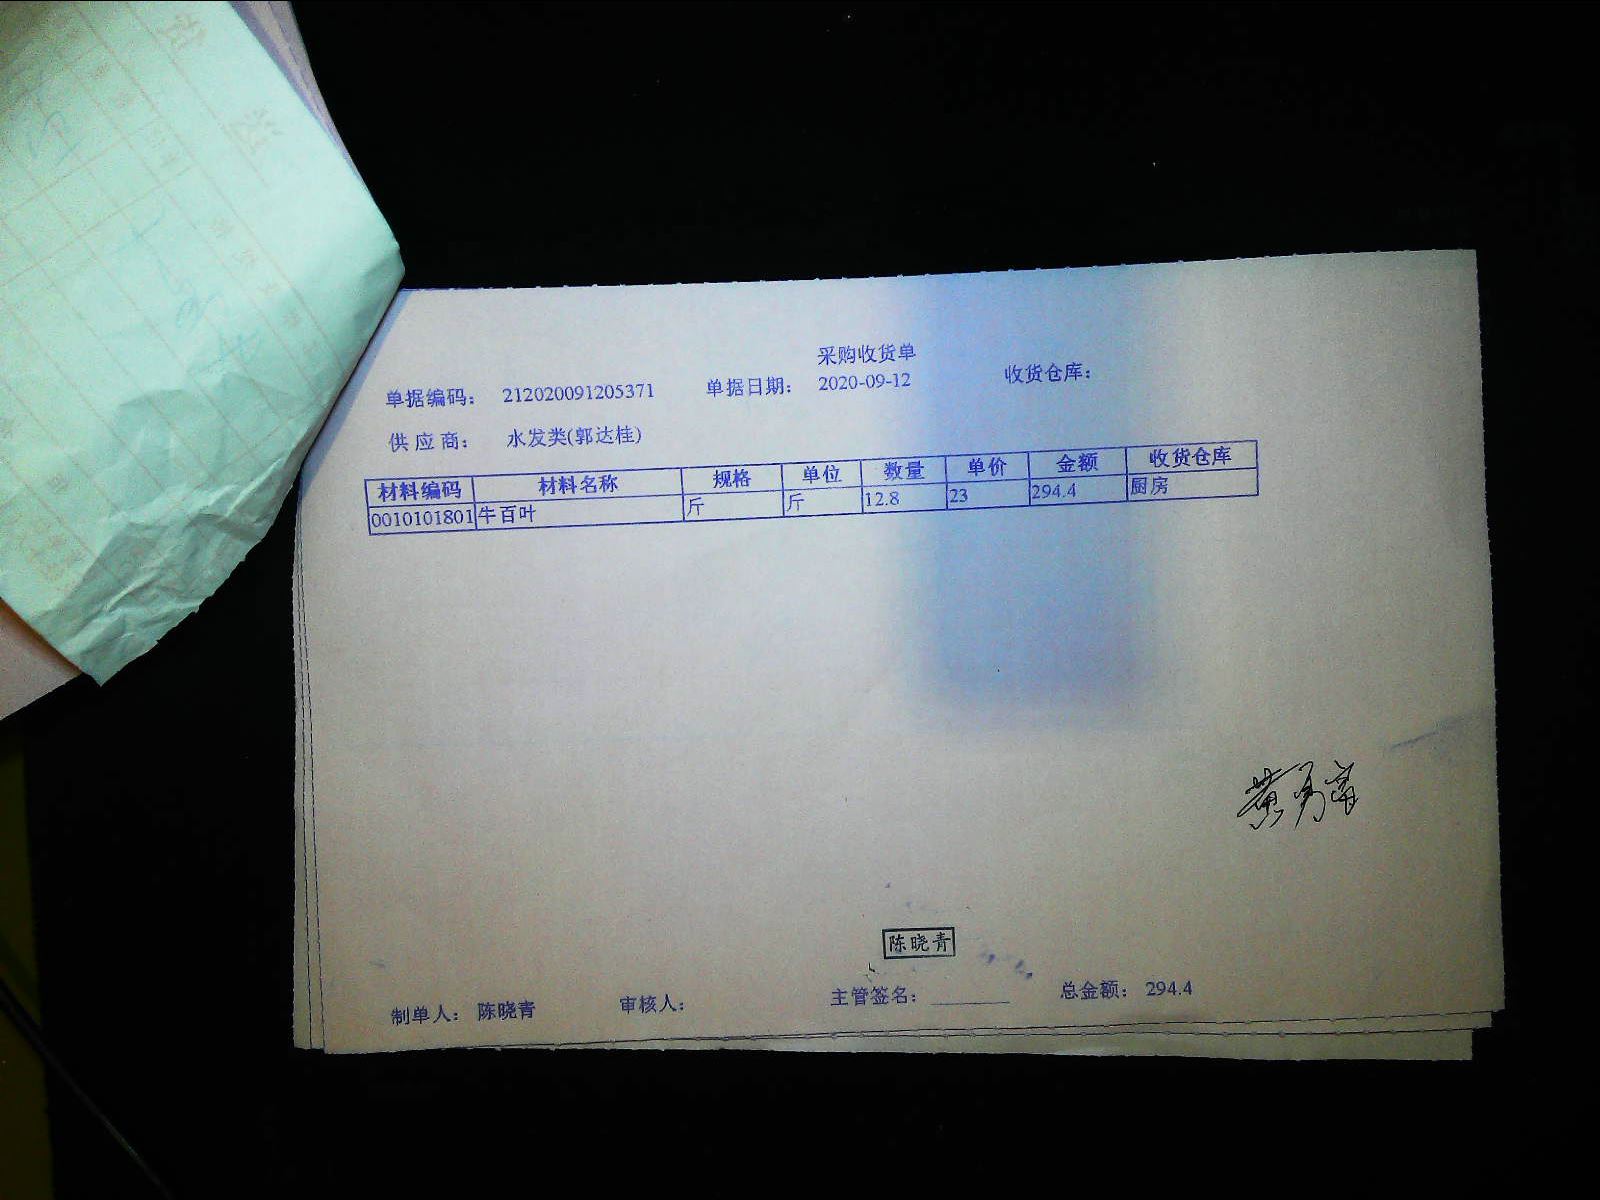 采购收货单
单据编码： 212020091205371 单据日期： 2020-09-12 收货仓库：
供 应 商： 水发类(郭达桂)
材料编码 材料名称 规格 单位 数量 单价 金额 收货仓库
0010101801 牛百叶 斤 斤 12.8 23 294.4 厨房
陈晓青
制单人： 陈晓青 审核人： 主管签名： ________ 总金额： 294.4